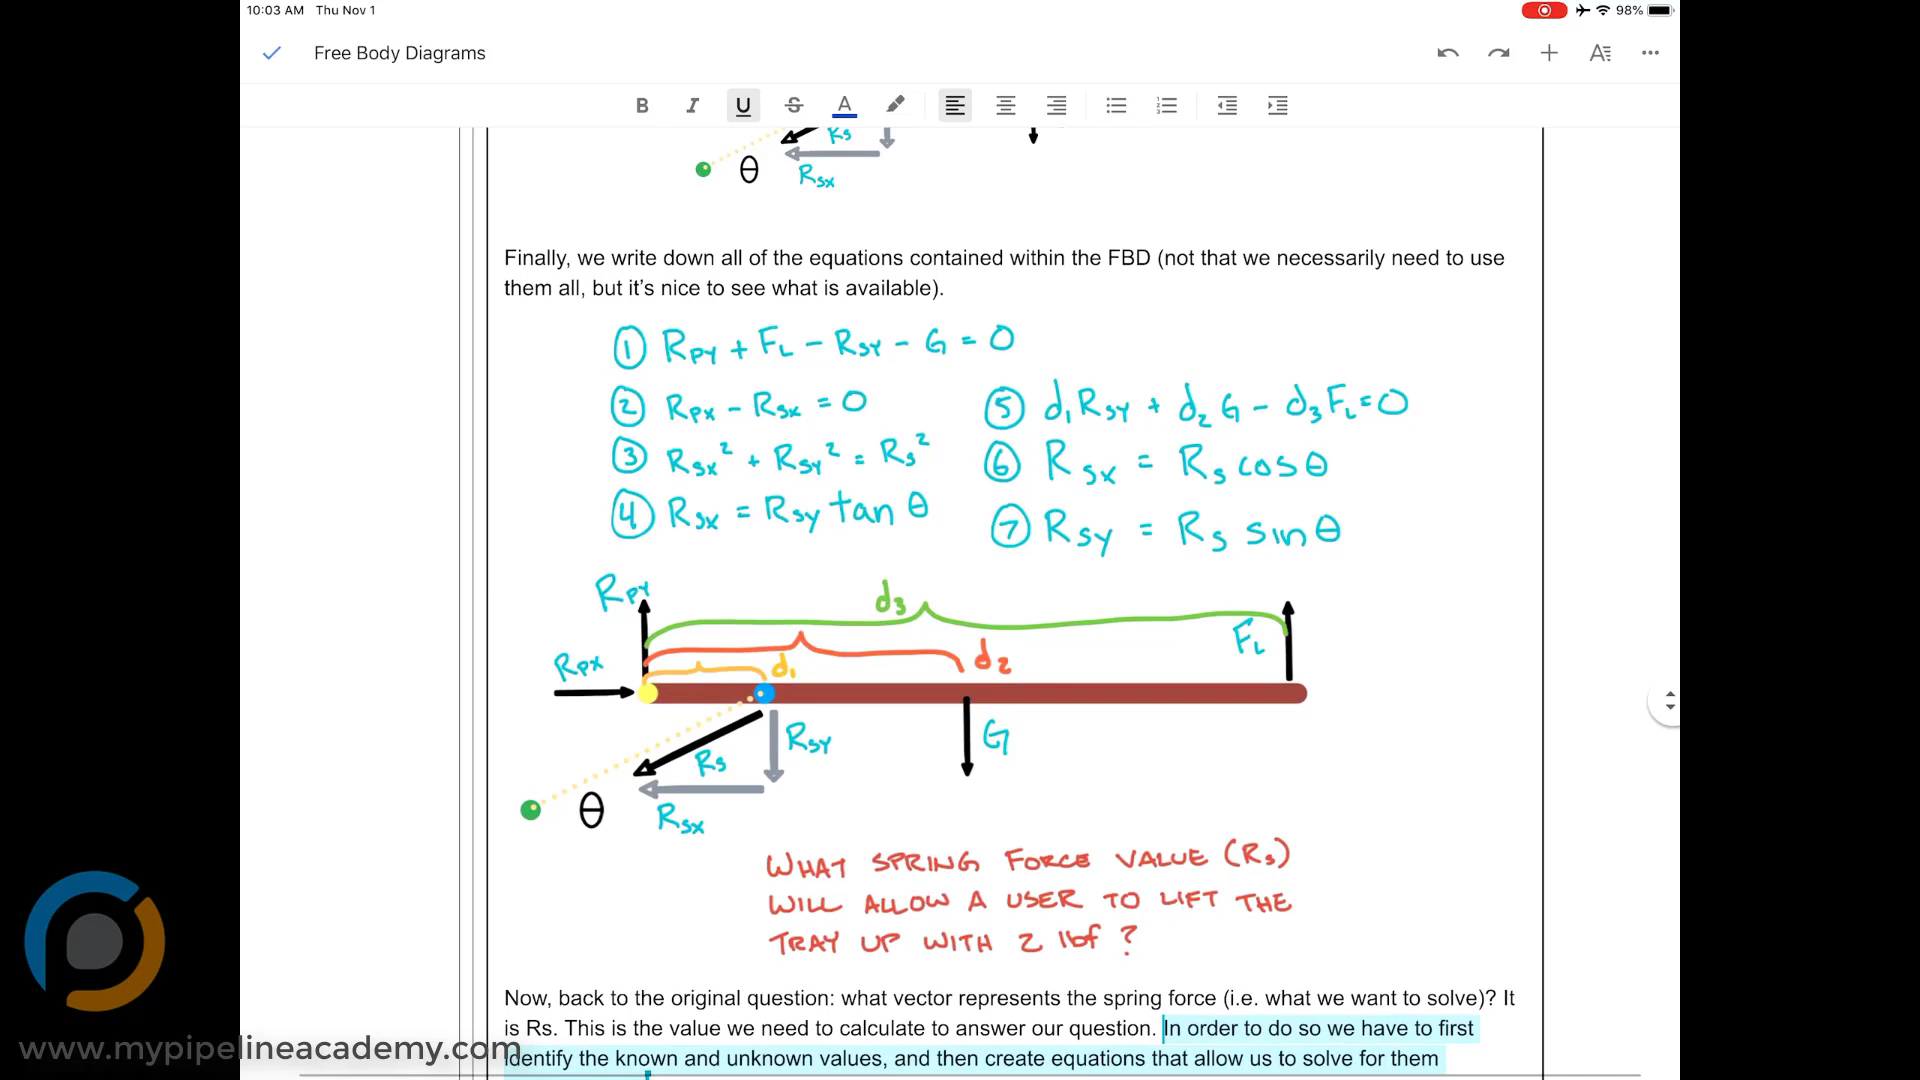 10:03 AM Thu Nov 1
98%
Free Body Diagrams
B I U S A A
Rs
θ
Rsx
Finally, we write down all of the equations contained within the FBD (not that we necessarily need to use
them all, but it's nice to see what is available).
① RPY + FL - RSY - G = 0
② RPX - RSX = 0
③ RSX² + RSY² = RS²
④ RSX = RSY tan θ
⑤ d₁RSY + d₂G - d₃FL = 0
⑥ RSX = RS cosθ
⑦ RSY = RS sinθ
RPY
d₃
FL
RPX
d₁
d₂
RS
RSY
G
θ
RSX
WHAT SPRING FORCE VALUE (RS)
WILL ALLOW A USER TO LIFT THE
TRAY UP WITH 2 lbf ?
Now, back to the original question: what vector represents the spring force (i.e. what we want to solve)? It
is Rs. This is the value we need to calculate to answer our question. In order to do so we have to first
identify the known and unknown values, and then create equations that allow us to solve for them
www.mypipelineacademy.com